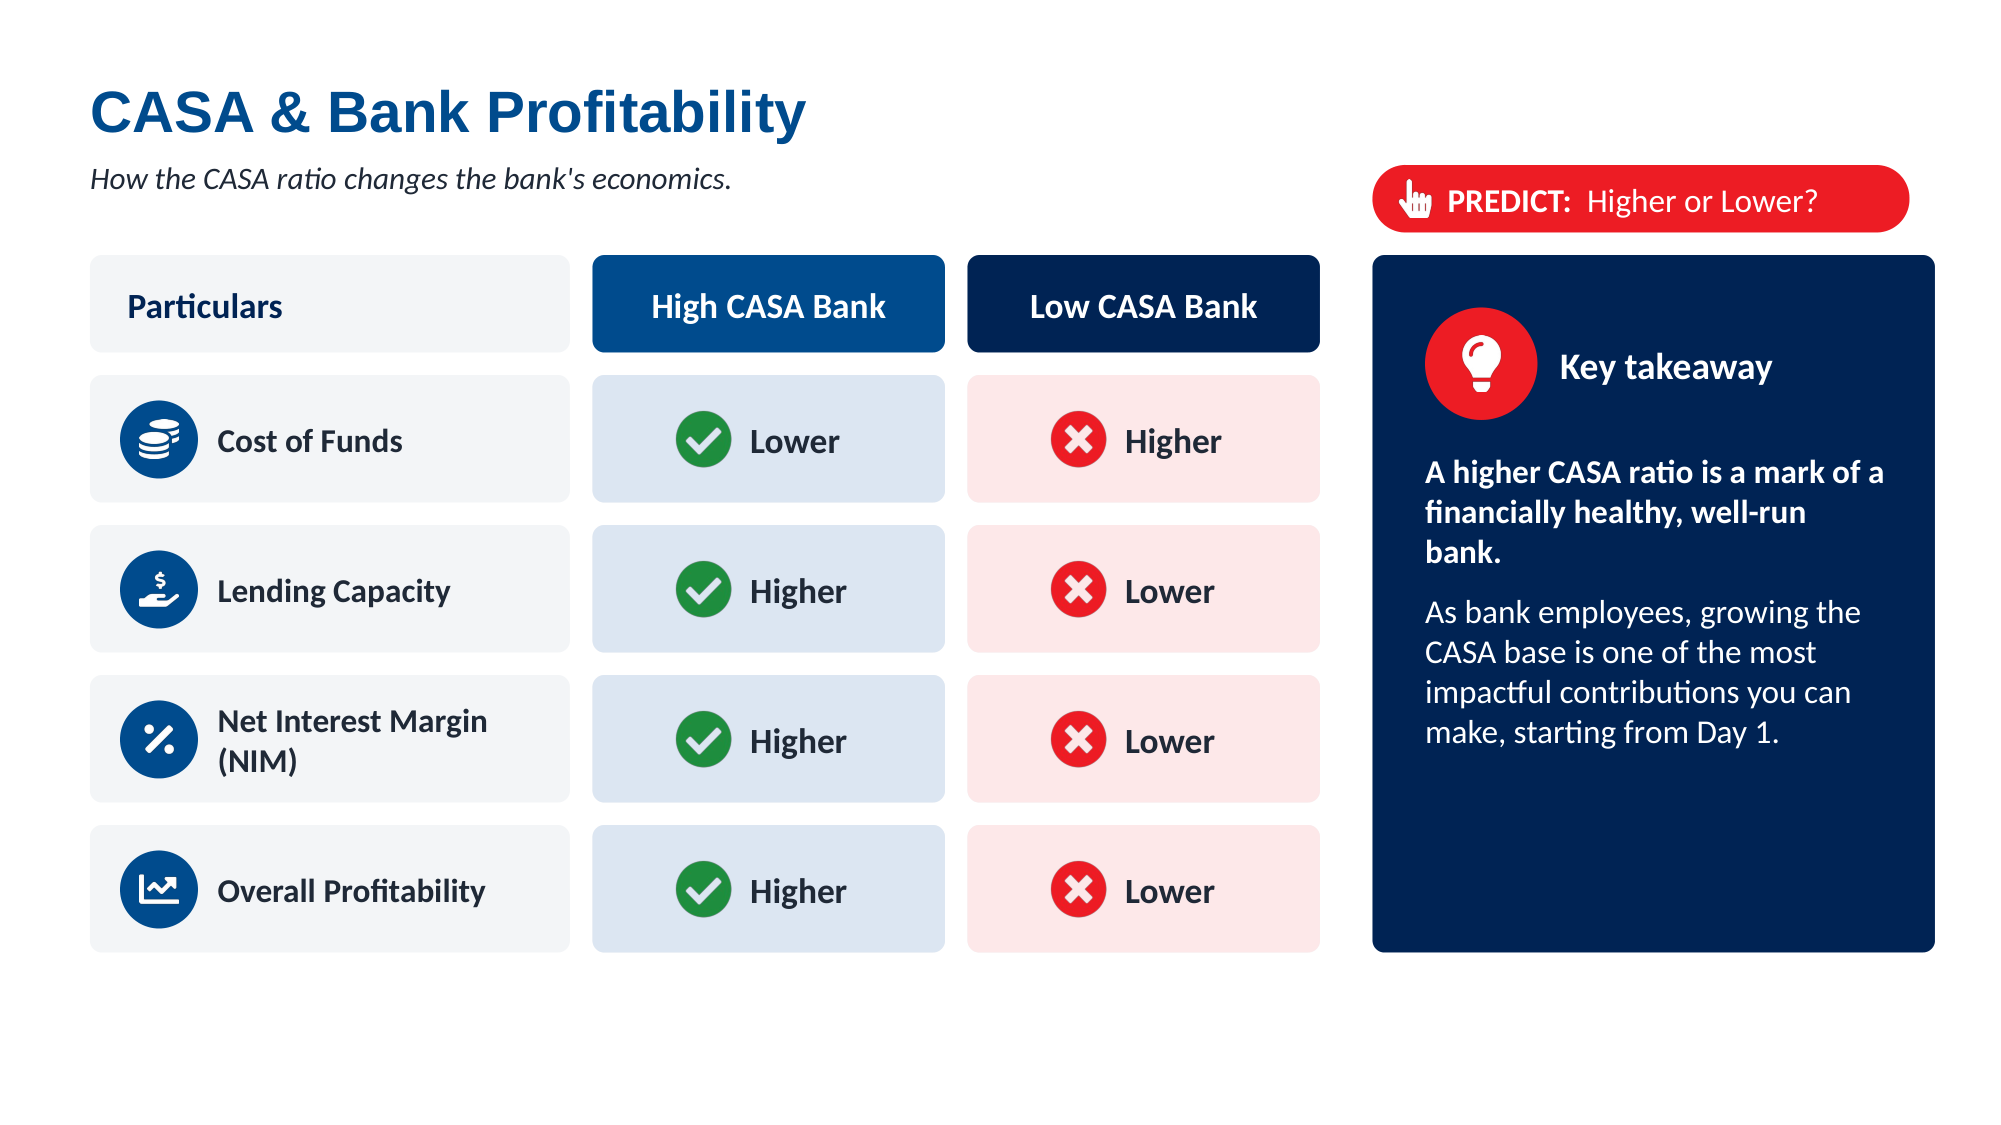 CASA & Bank Profitability
How the CASA ratio changes the bank's economics.
PREDICT: Higher or Lower?
Particulars
High CASA Bank
Low CASA Bank
Cost of Funds
Lower
Higher
Lending Capacity
Higher
Lower
Net Interest Margin
(NIM)
Higher
Lower
Overall Profitability
Higher
Lower
Key takeaway
A higher CASA ratio is a mark of a
financially healthy, well-run
bank.
As bank employees, growing the
CASA base is one of the most
impactful contributions you can
make, starting from Day 1.